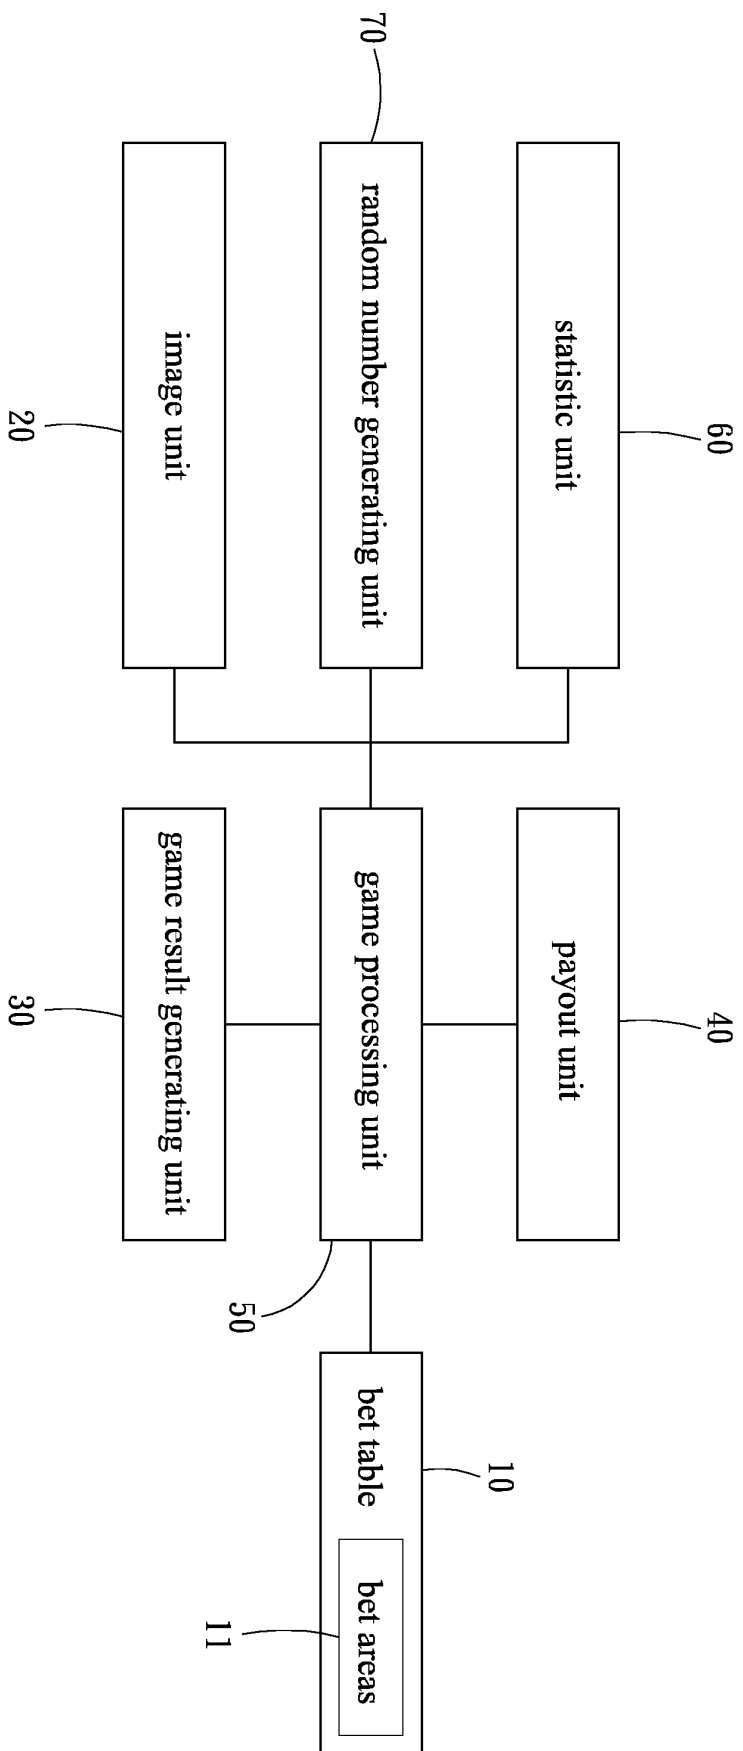 60
statistic unit
70
random number generating unit
image unit
20
40
payout unit
game processing unit
50
game result generating unit
30
10
bet table
bet areas
11